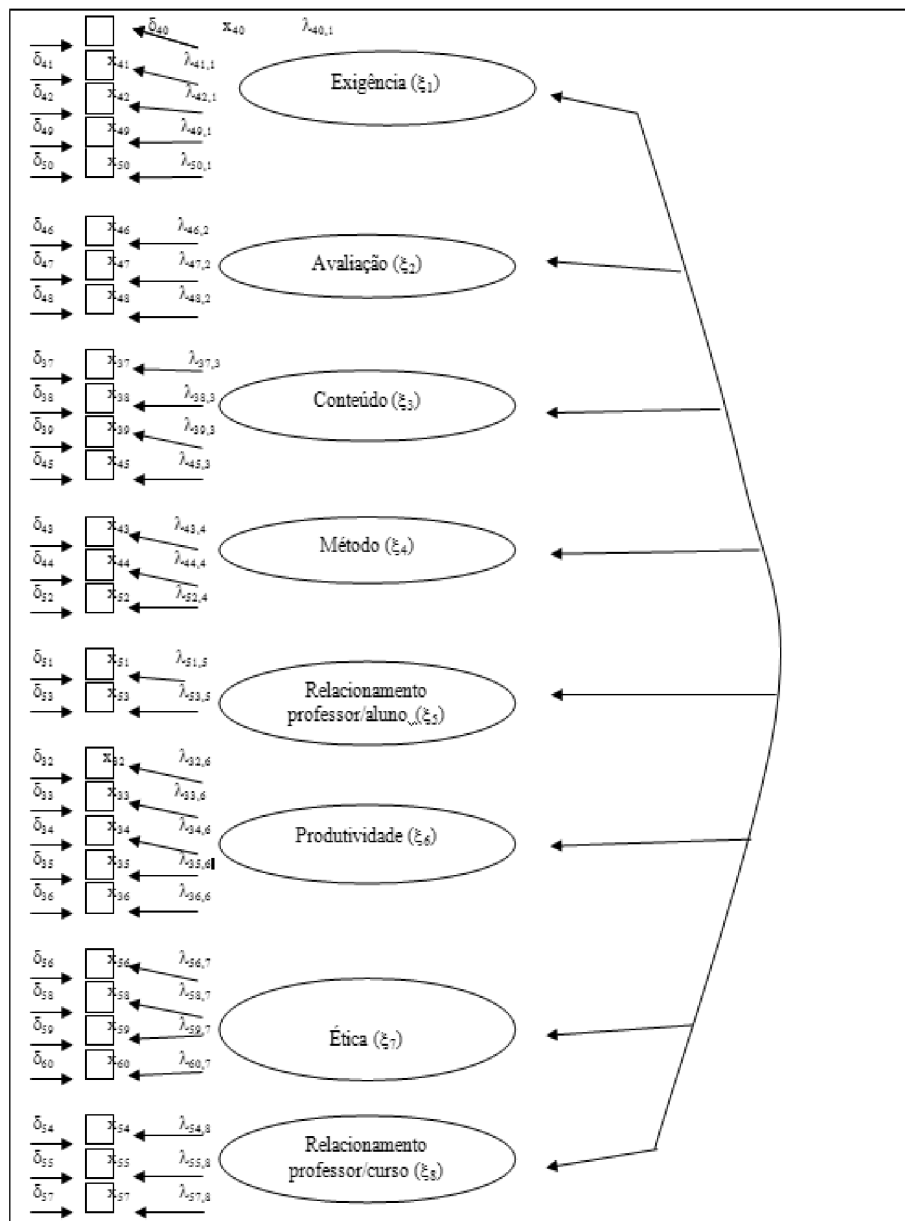 δ40 x40 λ40,1
δ41 x41 λ41,1
Exigência (ξ1)
δ42 x42 λ42,1
δ49 x49 λ49,1
δ50 x50 λ50,1
δ46 x46 λ46,2
δ47 x47 λ47,2
Avaliação (ξ2)
δ48 x48 λ48,2
δ37 x37 λ37,3
δ38 x38 λ38,3
Conteúdo (ξ3)
δ39 x39 λ39,3
δ45 x45 λ45,3
δ43 x43 λ43,4
Método (ξ4)
δ44 x44 λ44,4
δ52 x52 λ52,4
δ51 x51 λ51,5
δ53 x53 λ53,5
Relacionamento
professor/aluno (ξ5)
δ32 x32 λ32,6
δ33 x33 λ33,6
δ34 x34 λ34,6
Produtividade (ξ6)
δ35 x35 λ35,6
δ36 x36 λ36,6
δ56 x56 λ56,7
δ58 x58 λ58,7
δ59 x59 λ59,7
Ética (ξ7)
δ60 x60 λ60,7
δ54 x54 λ54,8
Relacionamento
professor/curso (ξ8)
δ55 x55 λ55,8
δ57 x57 λ57,8